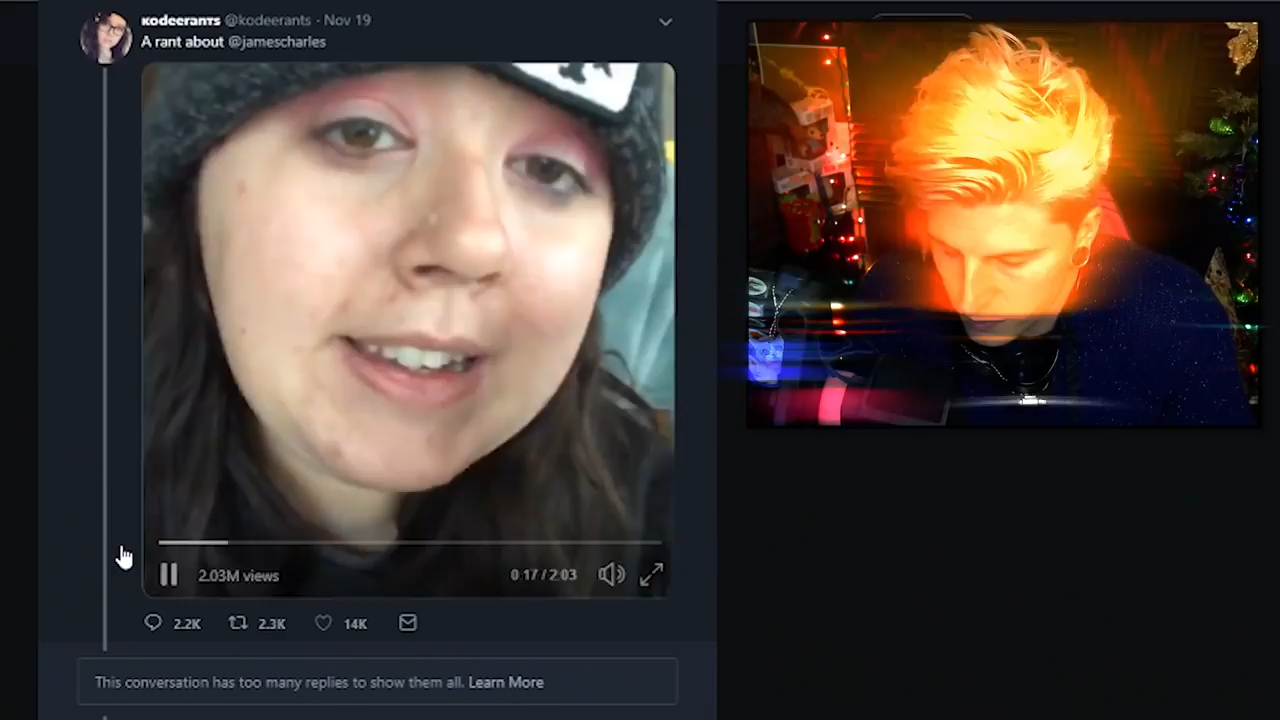 ĸodeeranтѕ @kodeerants · Nov 19
A rant about @jamescharles
2.03M views
0:17 / 2:03
2.2K 2.3K 14K
This conversation has too many replies to show them all. Learn More